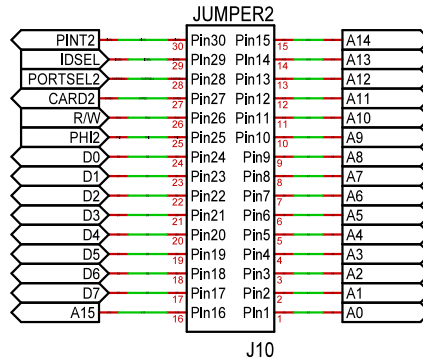 JUMPER2
PINT2 30 Pin30 Pin15 15 A14
IDSEL 29 Pin29 Pin14 14 A13
PORTSEL2 28 Pin28 Pin13 13 A12
CARD2 27 Pin27 Pin12 12 A11
R/W 26 Pin26 Pin11 11 A10
PHI2 25 Pin25 Pin10 10 A9
D0 24 Pin24 Pin9 9 A8
D1 23 Pin23 Pin8 8 A7
D2 22 Pin22 Pin7 7 A6
D3 21 Pin21 Pin6 6 A5
D4 20 Pin20 Pin5 5 A4
D5 19 Pin19 Pin4 4 A3
D6 18 Pin18 Pin3 3 A2
D7 17 Pin17 Pin2 2 A1
A15 16 PIn16 PIn1 1 A0
J10